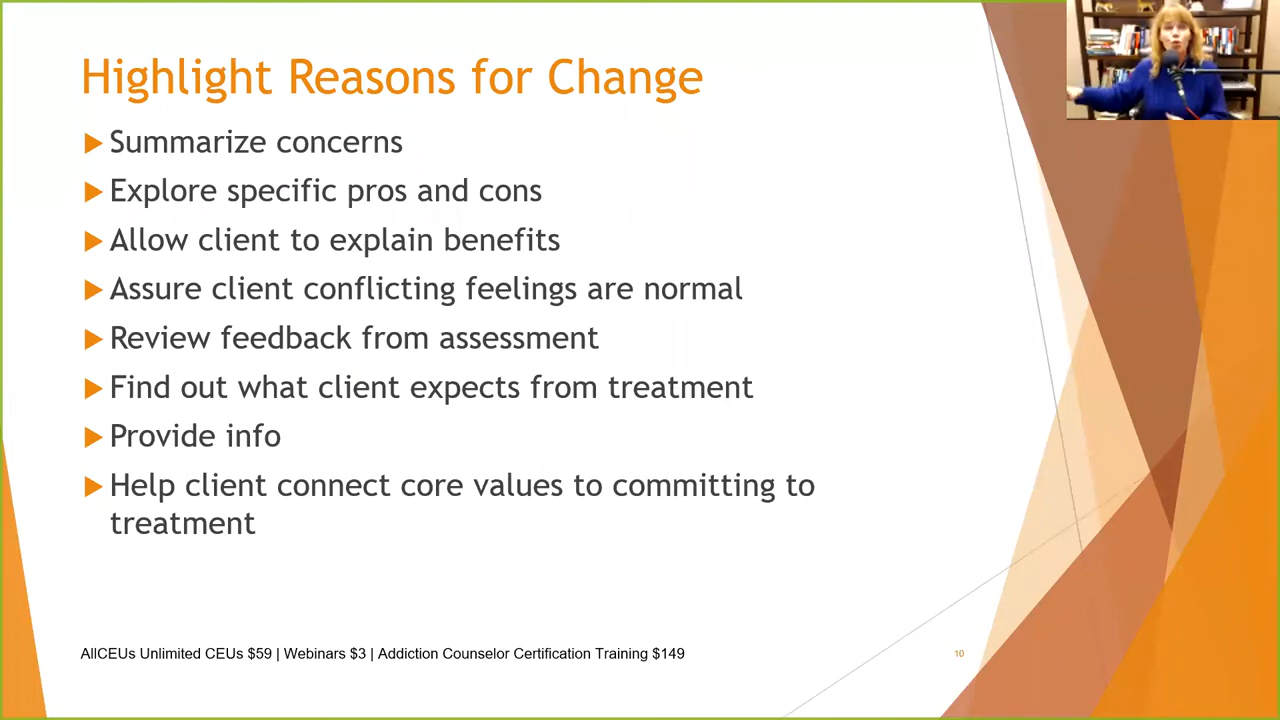 Highlight Reasons for Change
Summarize concerns
Explore specific pros and cons
Allow client to explain benefits
Assure client conflicting feelings are normal
Review feedback from assessment
Find out what client expects from treatment
Provide info
Help client connect core values to committing to
treatment
AllCEUs Unlimited CEUs $59 | Webinars $3 | Addiction Counselor Certification Training $149
10